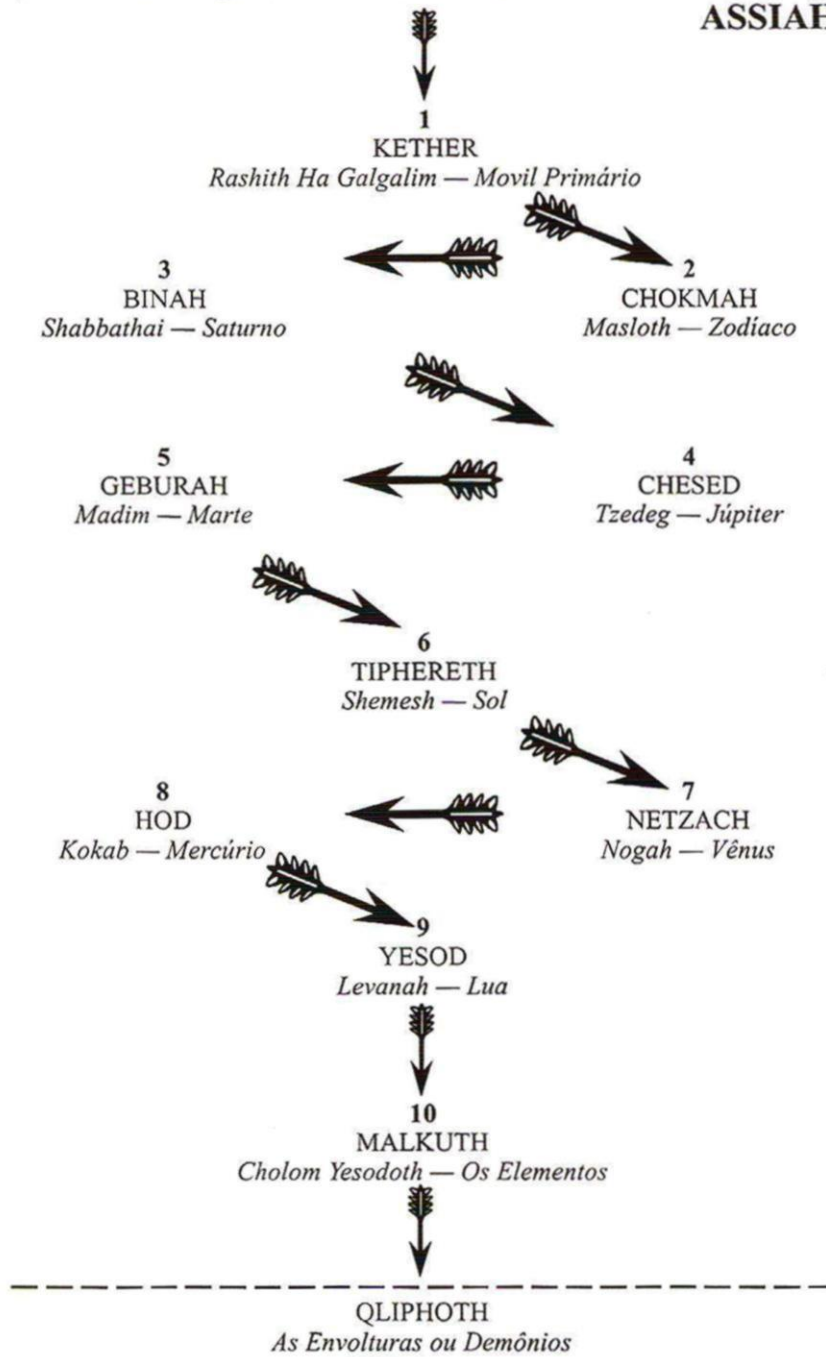 ASSIAH
1
KETHER
Rashith Ha Galgalim — Movil Primário
3
BINAH
Shabbathai — Saturno
2
CHOKMAH
Masloth — Zodíaco
5
GEBURAH
Madim — Marte
4
CHESED
Tzedeg — Júpiter
6
TIPHERETH
Shemesh — Sol
8
HOD
Kokab — Mercúrio
7
NETZACH
Nogah — Vênus
9
YESOD
Levanah — Lua
10
MALKUTH
Cholom Yesodoth — Os Elementos
QLIPHOTH
As Envolturas ou Demônios